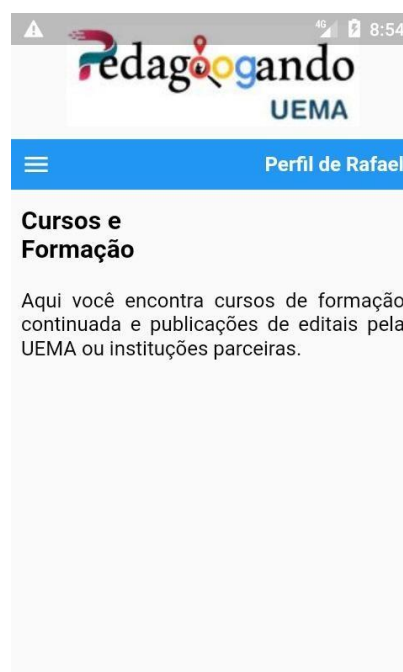 4G 8:54
Pedagoogando
UEMA
Perfil de Rafael
Cursos e
Formação
Aqui você encontra cursos de formação
continuada e publicações de editais pela
UEMA ou instituções parceiras.